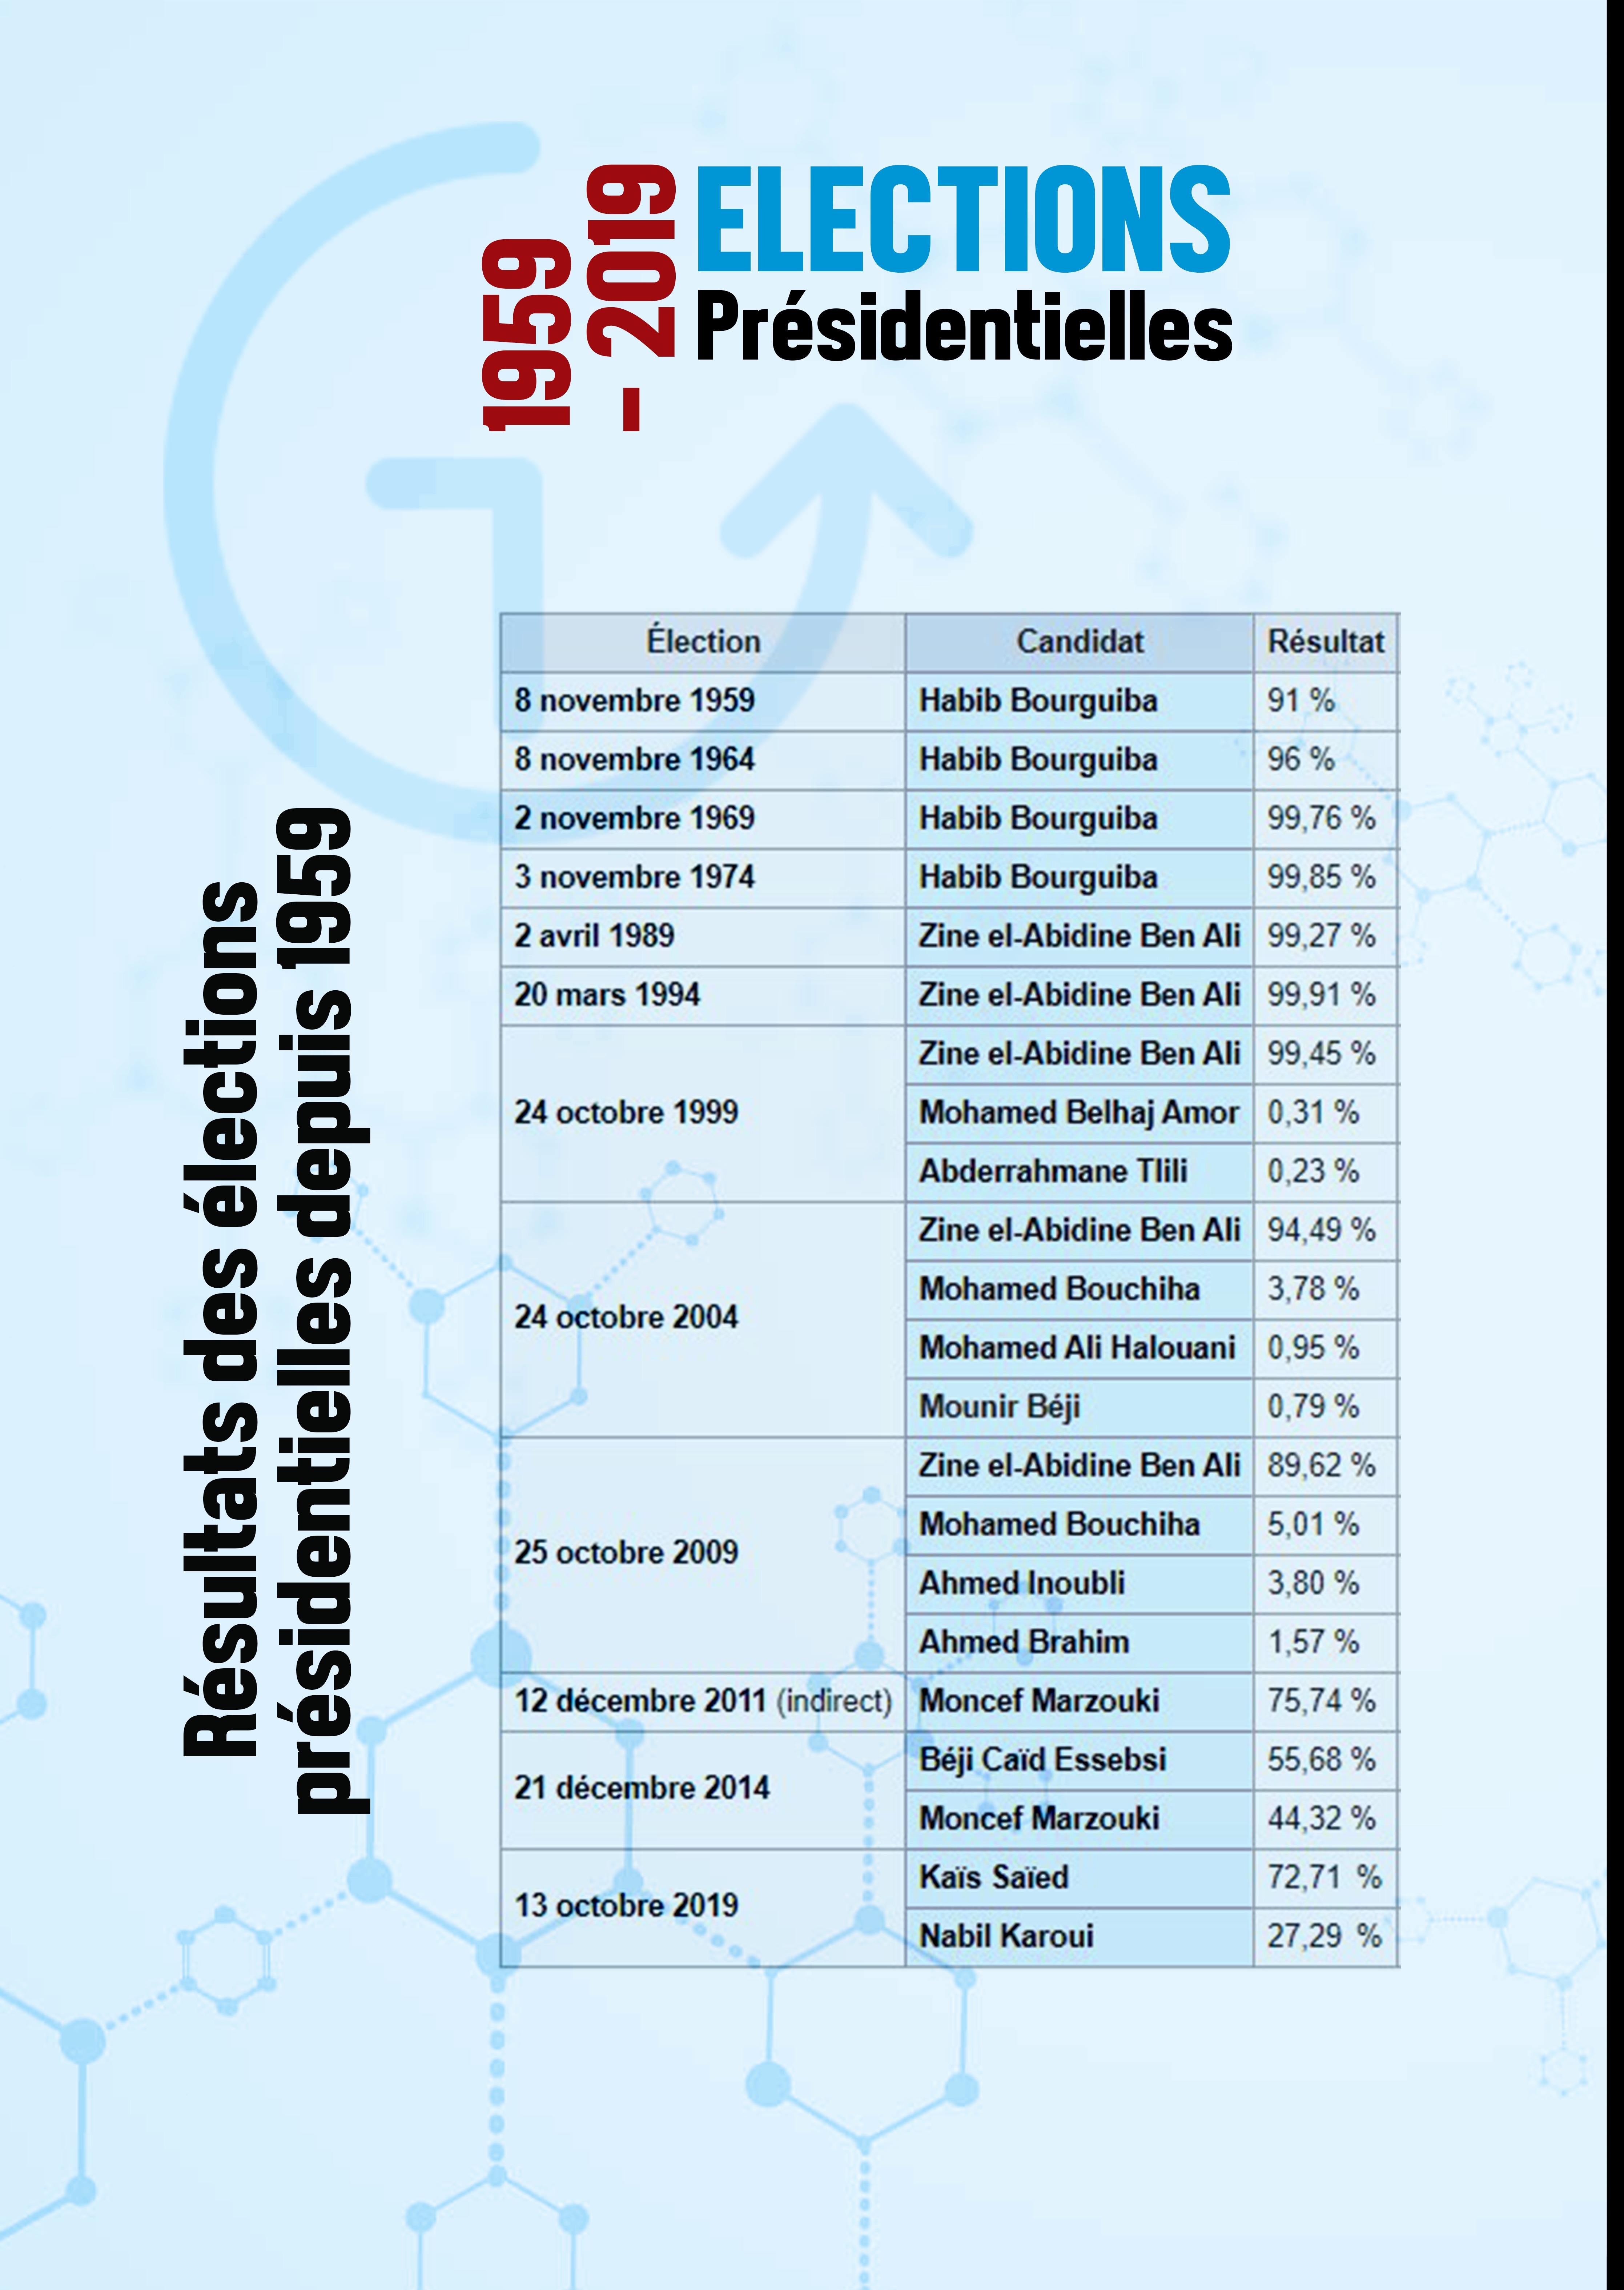 1959
– 2019
ELECTIONS
Présidentielles
Résultats des élections
présidentielles depuis 1959
Élection Candidat Résultat
8 novembre 1959 Habib Bourguiba 91 %
8 novembre 1964 Habib Bourguiba 96 %
2 novembre 1969 Habib Bourguiba 99,76 %
3 novembre 1974 Habib Bourguiba 99,85 %
2 avril 1989 Zine el-Abidine Ben Ali 99,27 %
20 mars 1994 Zine el-Abidine Ben Ali 99,91 %
24 octobre 1999 Zine el-Abidine Ben Ali 99,45 %
Mohamed Belhaj Amor 0,31 %
Abderrahmane Tlili 0,23 %
24 octobre 2004 Zine el-Abidine Ben Ali 94,49 %
Mohamed Bouchiha 3,78 %
Mohamed Ali Halouani 0,95 %
Mounir Béji 0,79 %
25 octobre 2009 Zine el-Abidine Ben Ali 89,62 %
Mohamed Bouchiha 5,01 %
Ahmed Inoubli 3,80 %
Ahmed Brahim 1,57 %
12 décembre 2011 (indirect) Moncef Marzouki 75,74 %
21 décembre 2014 Béji Caïd Essebsi 55,68 %
Moncef Marzouki 44,32 %
13 octobre 2019 Kaïs Saïed 72,71 %
Nabil Karoui 27,29 %